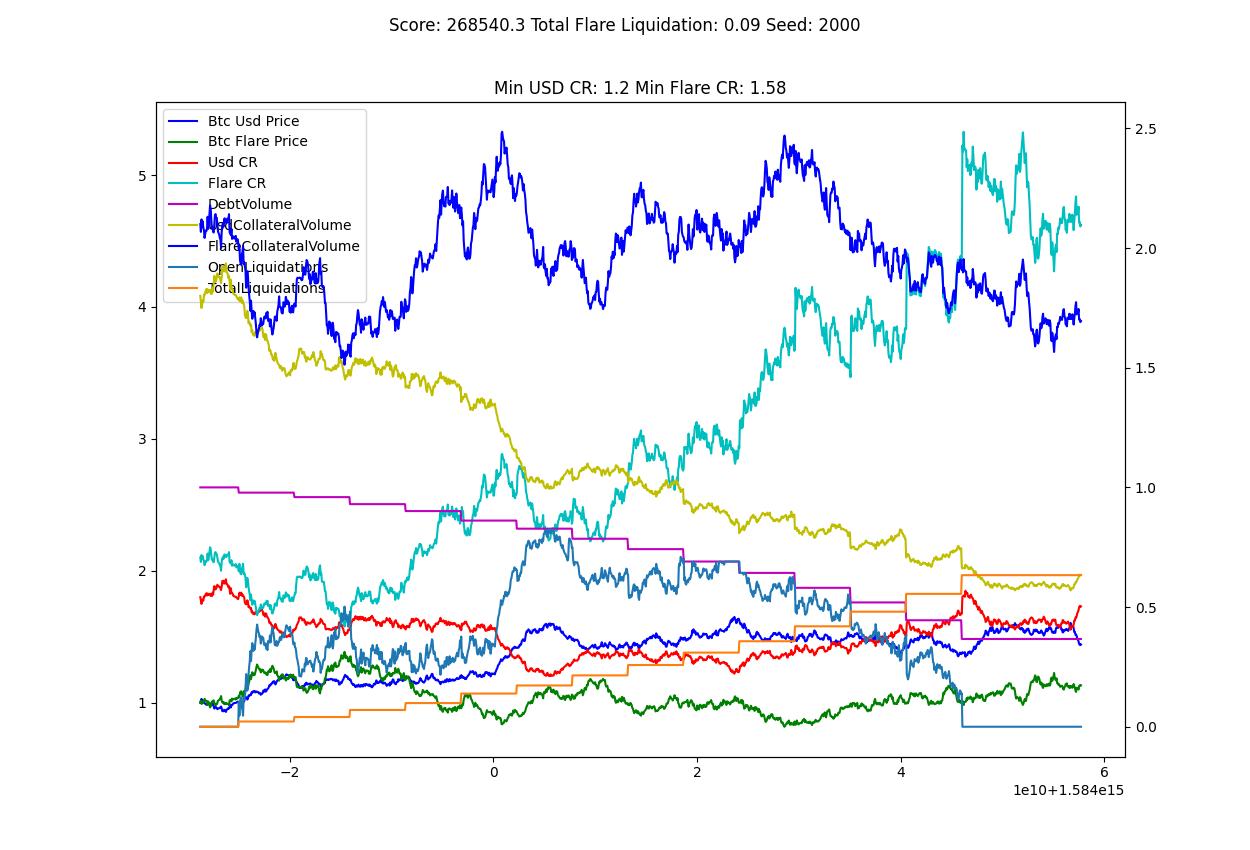 Score: 268540.3 Total Flare Liquidation: 0.09 Seed: 2000
Min USD CR: 1.2 Min Flare CR: 1.58
Btc Usd Price
Btc Flare Price
Usd CR
Flare CR
DebtVolume
UsdCollateralVolume
FlareCollateralVolume
OpenLiquidations
TotalLiquidations
5
4
3
2
1
2.5
2.0
1.5
1.0
0.5
0.0
−2 0 2 4 6
1e10+1.584e15